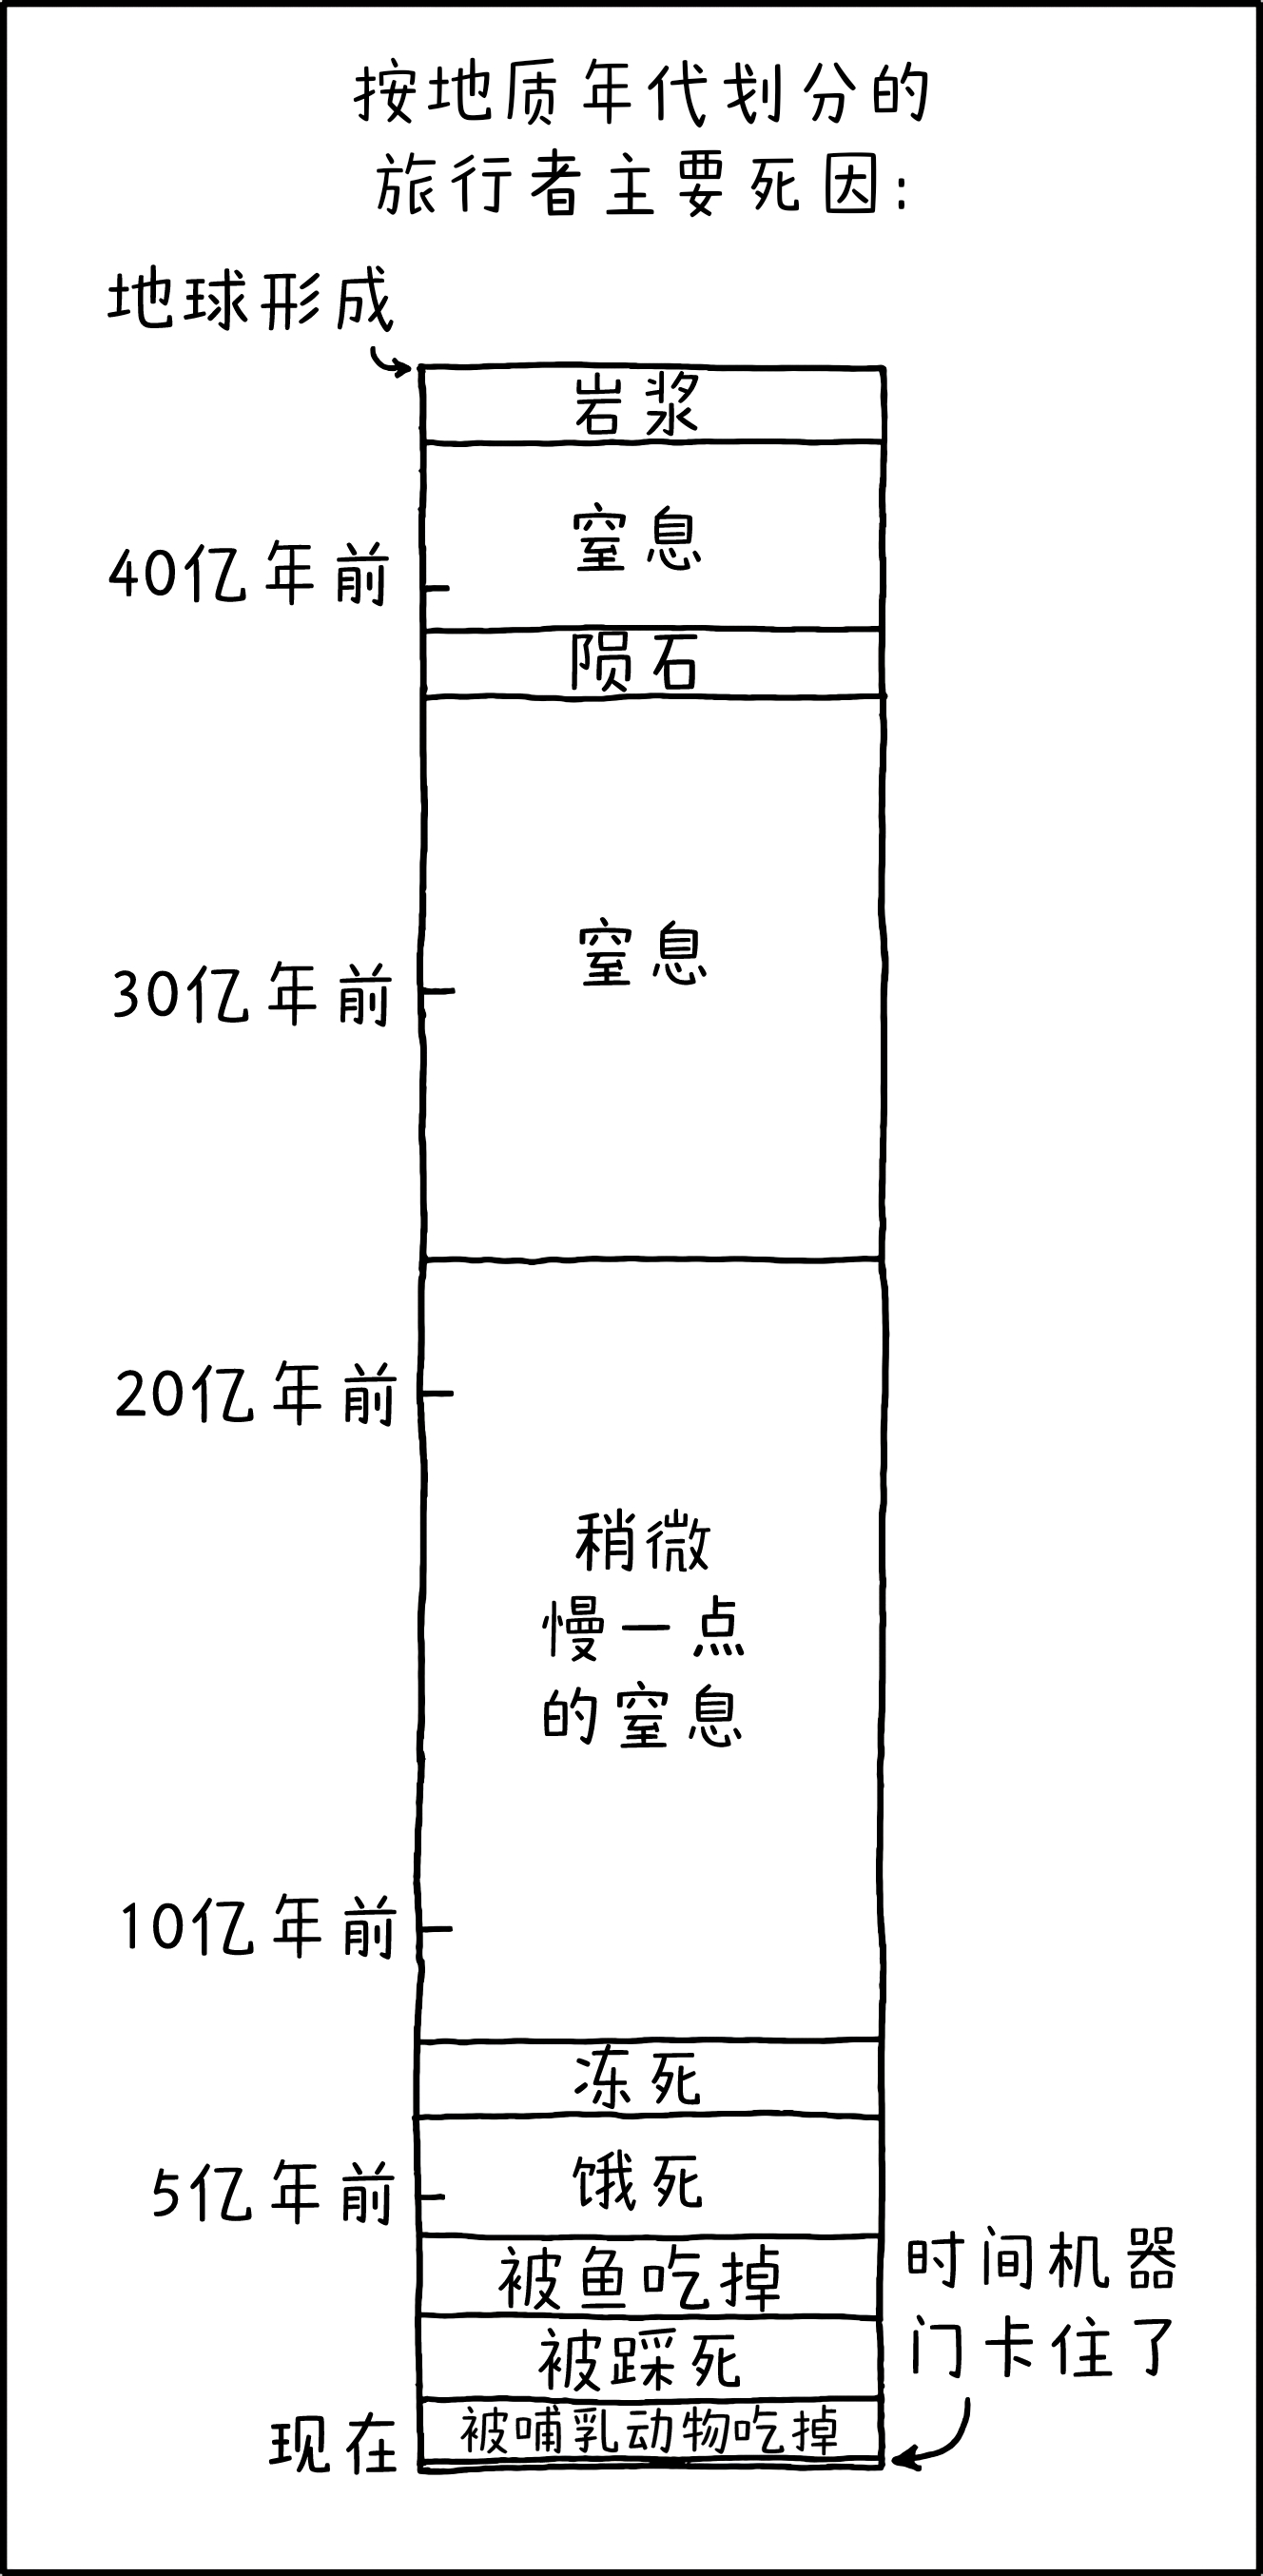 按地质年代划分的
旅行者主要死因:
地球形成
岩浆
窒息
40亿年前
陨石
窒息
30亿年前
20亿年前
稍微
慢一点
的窒息
10亿年前
冻死
饿死
5亿年前
被鱼吃掉
时间机器
门卡住了
被踩死
被哺乳动物吃掉
现在